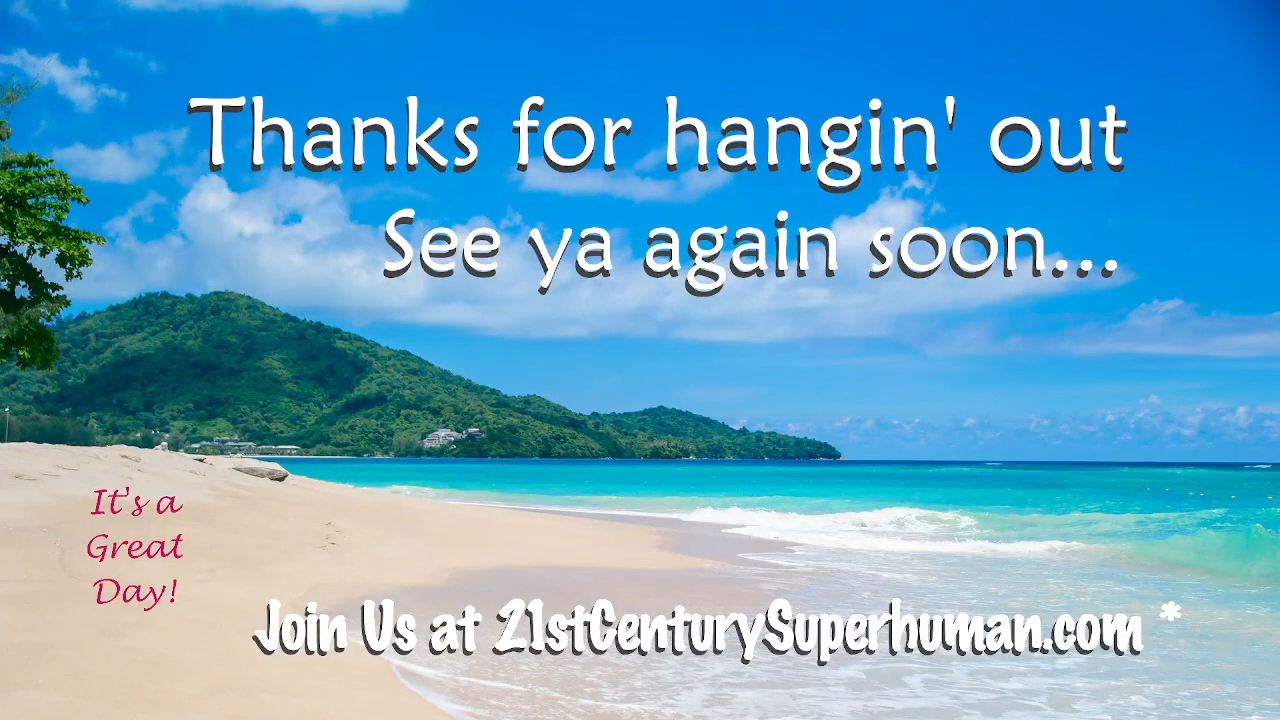 Thanks for hangin' out
See ya again soon...
It's a
Great
Day!
Join Us at 21stCenturySuperhuman.com *